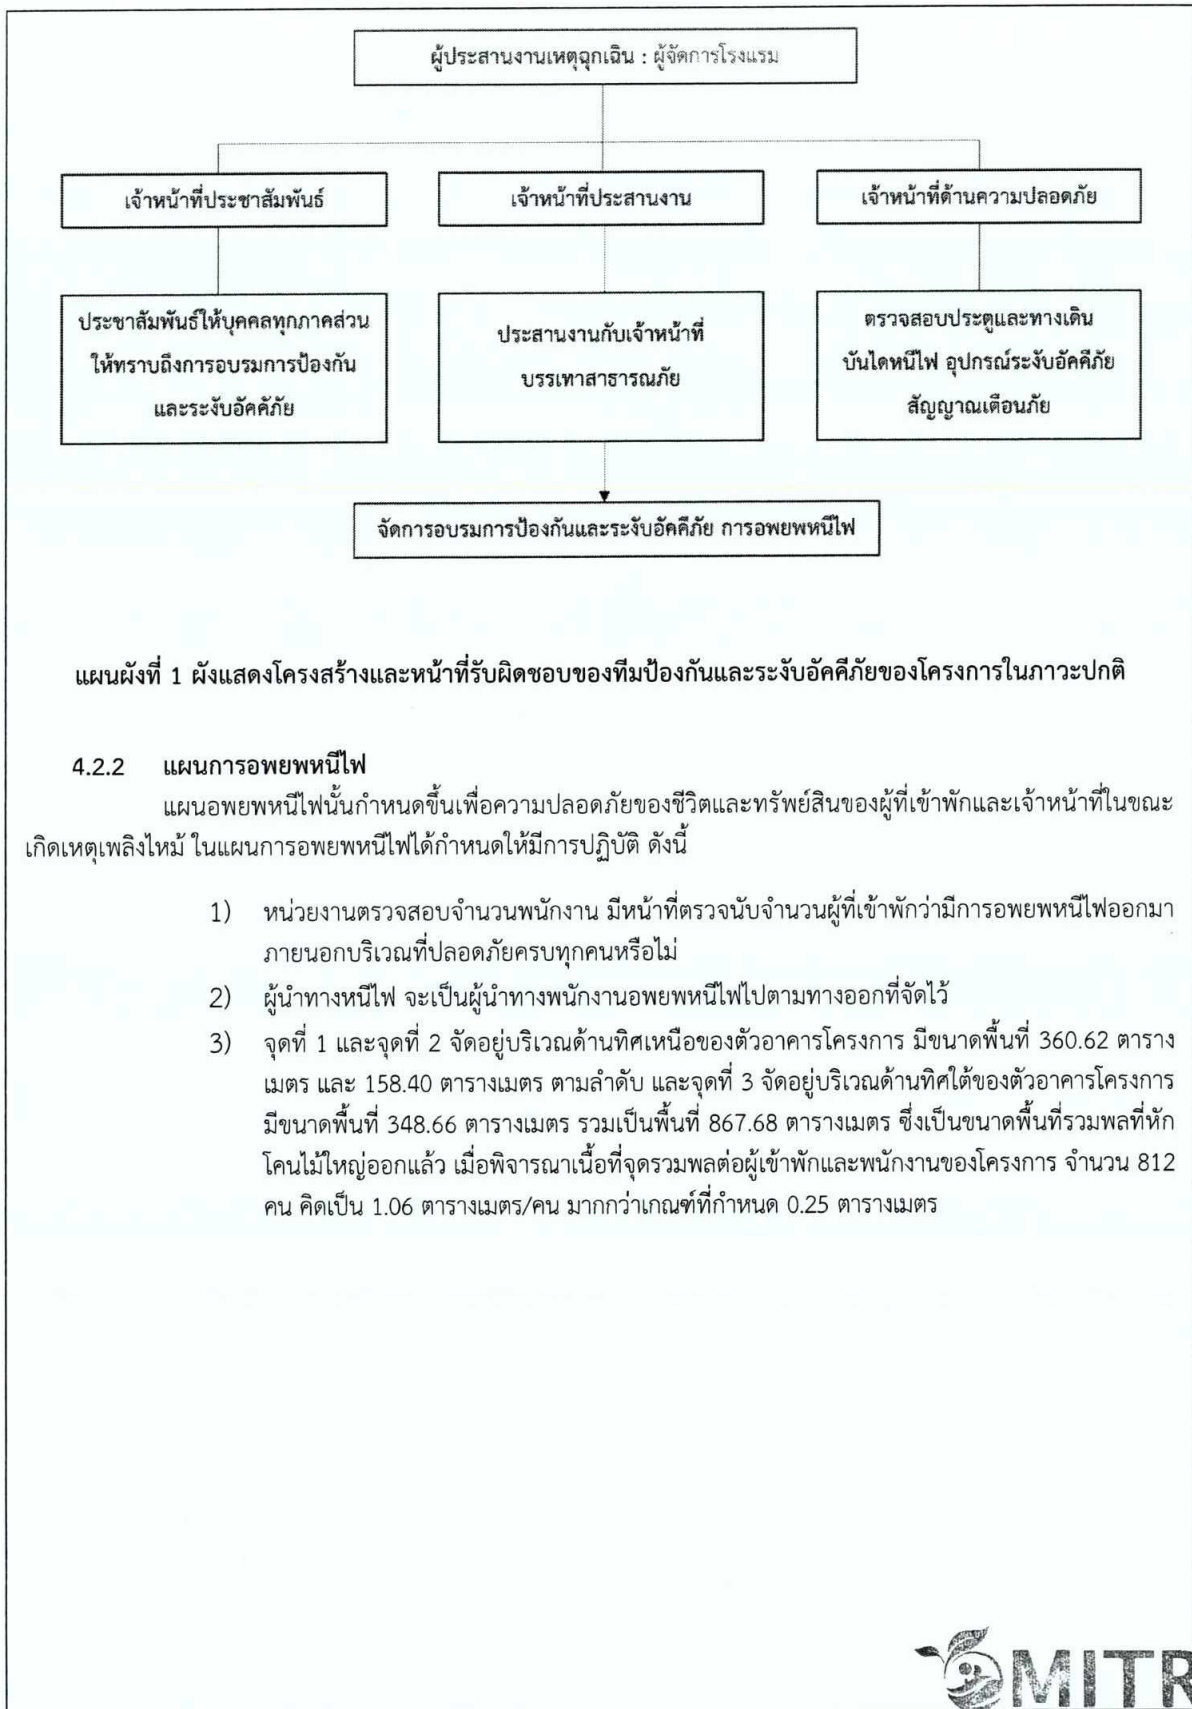 ผู้ประสานงานเหตุฉุกเฉิน : ผู้จัดการโรงแรม
เจ้าหน้าที่ประชาสัมพันธ์
เจ้าหน้าที่ประสานงาน
เจ้าหน้าที่ด้านความปลอดภัย
ประชาสัมพันธ์ให้บุคคลทุกภาคส่วน
ให้ทราบถึงการอบรมการป้องกัน
และระงับอัคคัภัย
ประสานงานกับเจ้าหน้าที่
บรรเทาสาธารณภัย
ตรวจสอบประตูและทางเดิน
บันไดหนีไฟ อุปกรณ์ระงับอัคคีภัย
สัญญาณเตือนภัย
จัดการอบรมการป้องกันและระงับอัคคีภัย การอพยพหนีไฟ
แผนผังที่ 1 ผังแสดงโครงสร้างและหน้าที่รับผิดชอบของทีมป้องกันและระงับอัคคีภัยของโครงการในภาวะปกติ
4.2.2 แผนการอพยพหนีไฟ
แผนอพยพหนีไฟนั้นกำหนดขึ้นเพื่อความปลอดภัยของชีวิตและทรัพย์สินของผู้ที่เข้าพักและเจ้าหน้าที่ในขณะ
เกิดเหตุเพลิงไหม้ ในแผนการอพยพหนีไฟได้กำหนดให้มีการปฏิบัติ ดังนี้
1) หน่วยงานตรวจสอบจำนวนพนักงาน มีหน้าที่ตรวจนับจำนวนผู้ที่เข้าพักว่ามีการอพยพหนีไฟออกมา
ภายนอกบริเวณที่ปลอดภัยครบทุกคนหรือไม่
2) ผู้นำทางหนีไฟ จะเป็นผู้นำทางพนักงานอพยพหนีไฟไปตามทางออกที่จัดไว้
3) จุดที่ 1 และจุดที่ 2 จัดอยู่บริเวณด้านทิศเหนือของตัวอาคารโครงการ มีขนาดพื้นที่ 360.62 ตาราง
เมตร และ 158.40 ตารางเมตร ตามลำดับ และจุดที่ 3 จัดอยู่บริเวณด้านทิศใต้ของตัวอาคารโครงการ
มีขนาดพื้นที่ 348.66 ตารางเมตร รวมเป็นพื้นที่ 867.68 ตารางเมตร ซึ่งเป็นขนาดพื้นที่รวมพลที่หัก
โคนไม้ใหญ่ออกแล้ว เมื่อพิจารณาเนื้อที่จุดรวมพลต่อผู้เข้าพักและพนักงานของโครงการ จำนวน 812
คน คิดเป็น 1.06 ตารางเมตร/คน มากกว่าเกณฑ์ที่กำหนด 0.25 ตารางเมตร
MITR